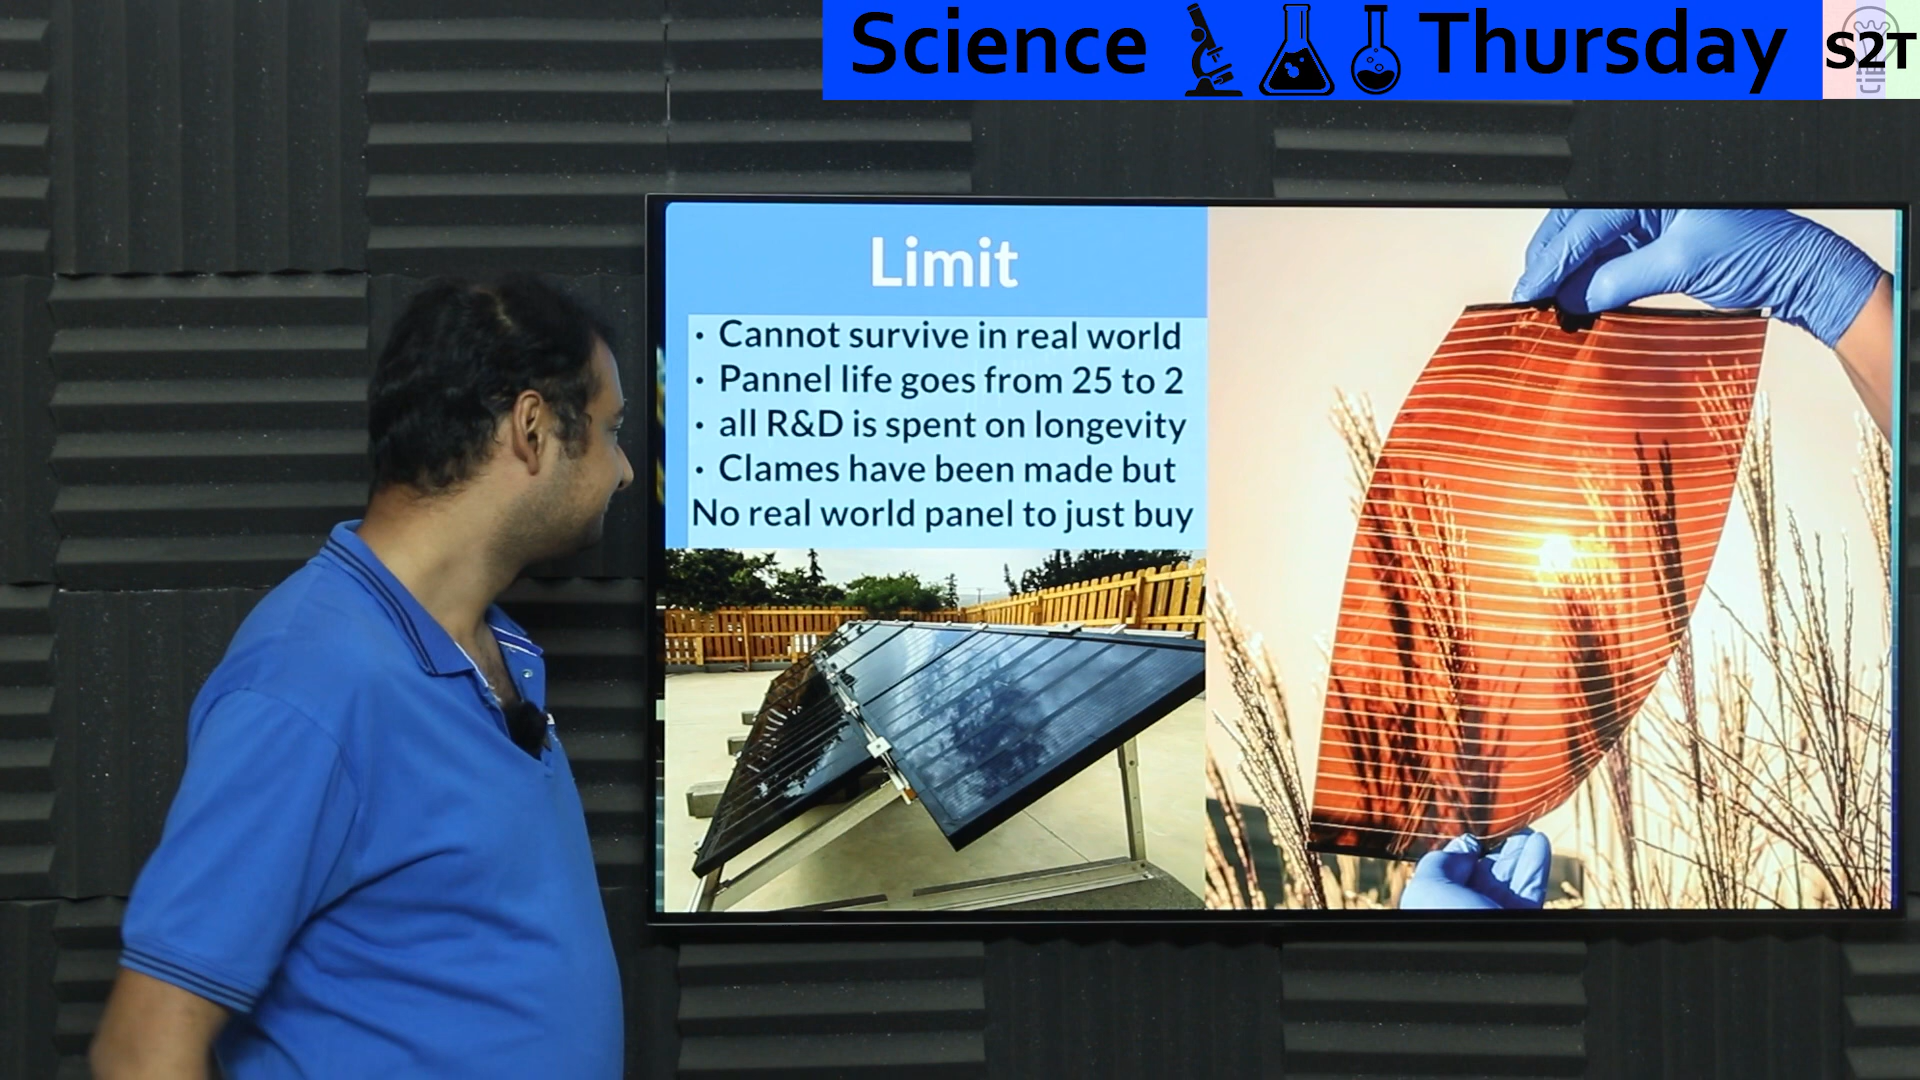 Science Thursday
S2T
Limit
· Cannot survive in real world
· Pannel life goes from 25 to 2
· all R&D is spent on longevity
· Clames have been made but
No real world panel to just buy